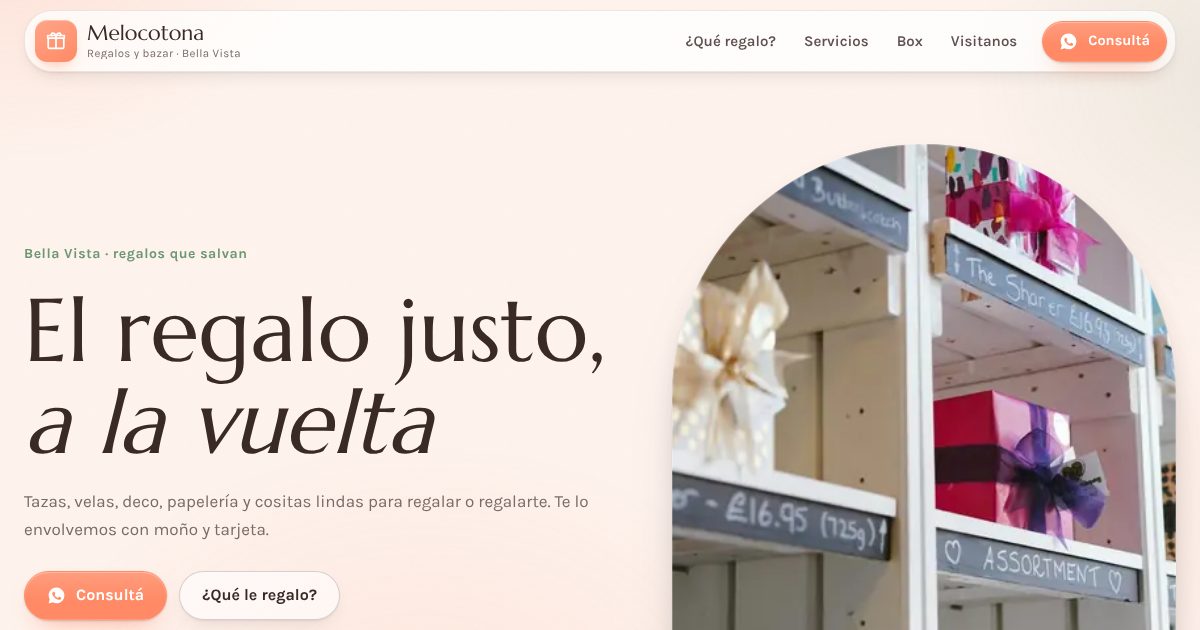 Melocotona
Regalos y bazar · Bella Vista
¿Qué regalo?
Servicios
Box
Visitanos
Consultá
Bella Vista · regalos que salvan
El regalo justo,
a la vuelta
Tazas, velas, deco, papelería y cositas lindas para regalar o regalarte. Te lo
envolvemos con moño y tarjeta.
Consultá
¿Qué le regalo?
Butterscotch
The Sharer £16.95 (725g)
- £16.95 (725g)
ASSORTMENT